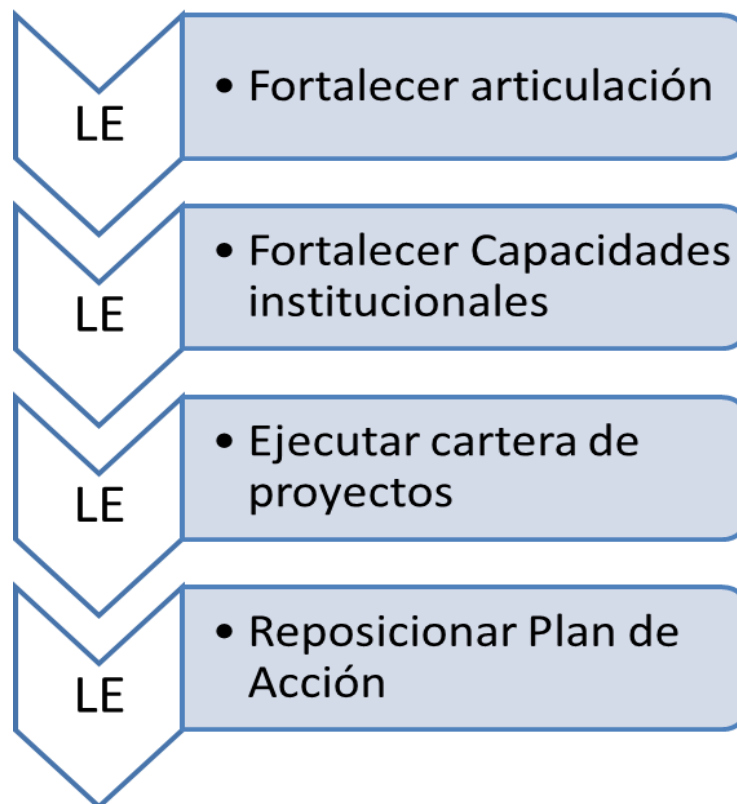 LE
• Fortalecer articulación
LE
• Fortalecer Capacidades
institucionales
LE
• Ejecutar cartera de
proyectos
LE
• Reposicionar Plan de
Acción